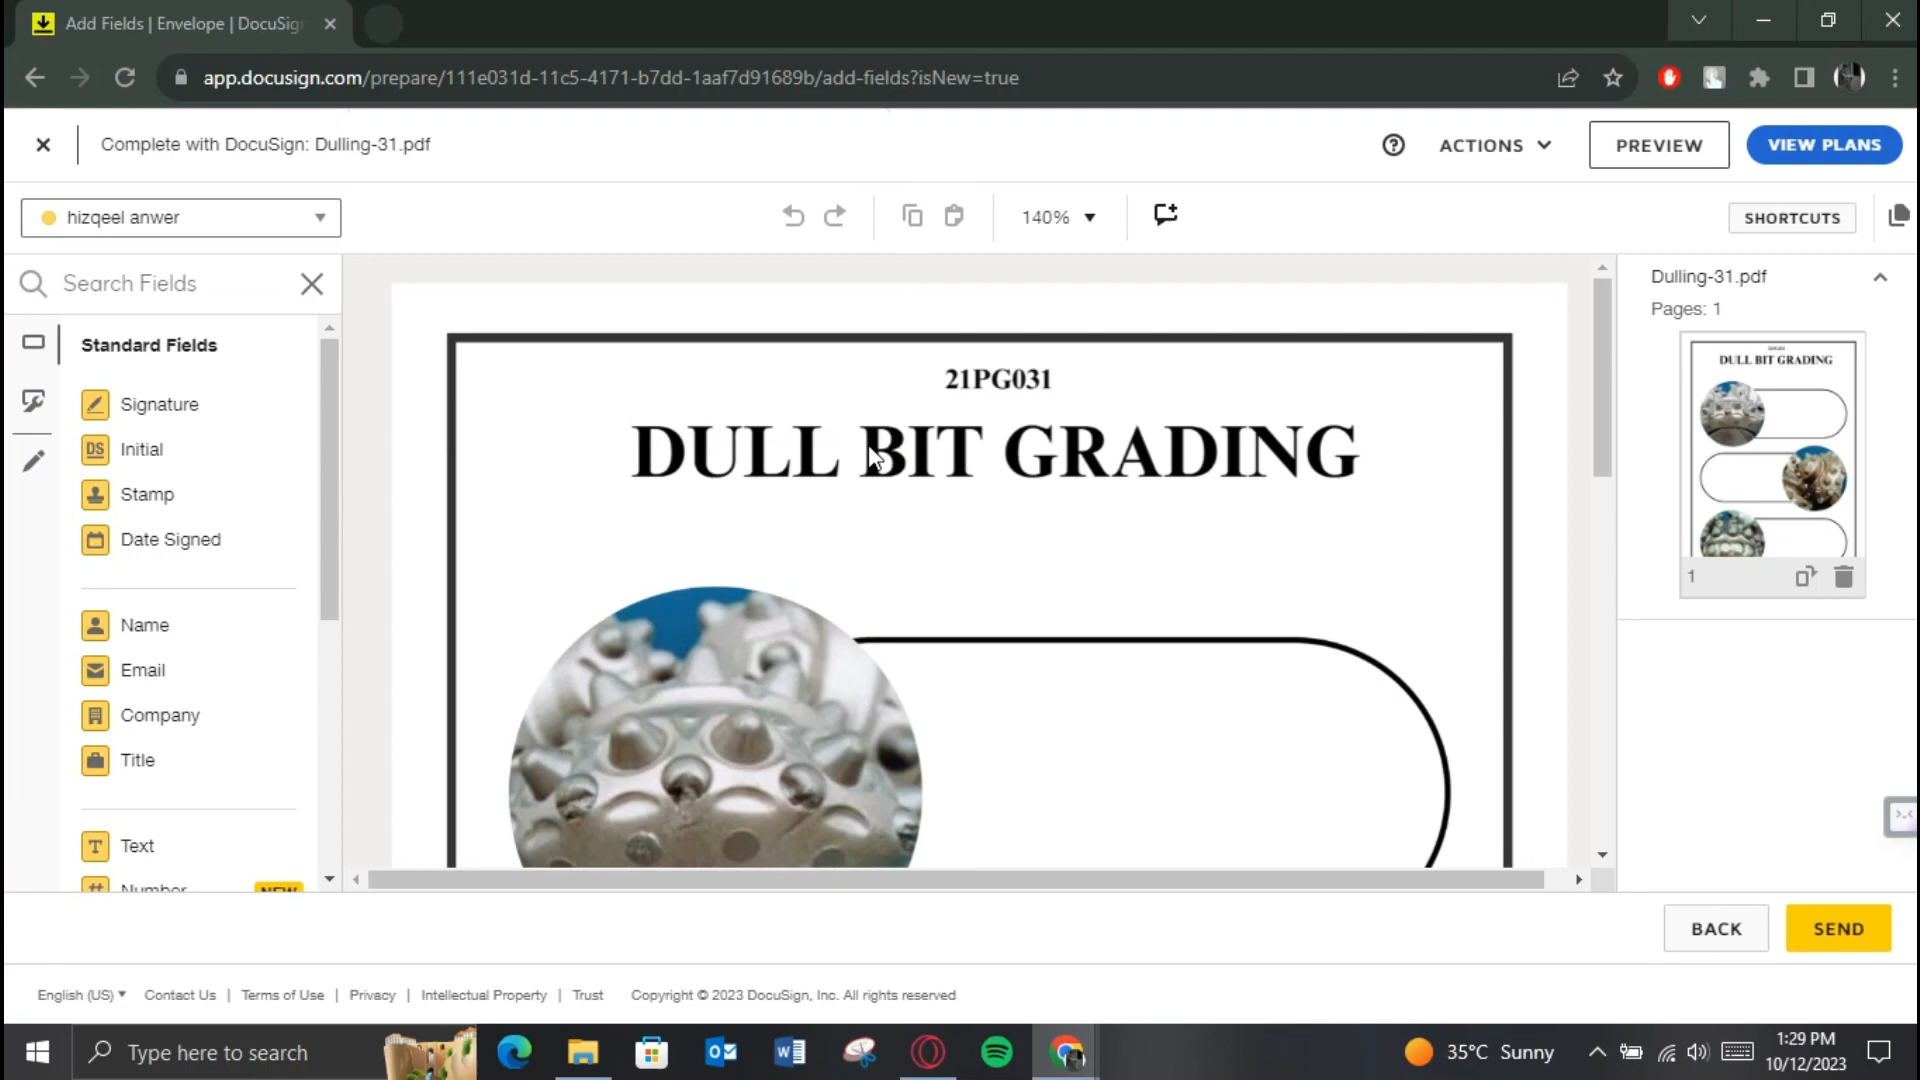 Add Fields | Envelope | DocuSig
app.docusign.com/prepare/111e031d-11c5-4171-b7dd-1aaf7d91689b/add-fields?isNew=true
Complete with DocuSign: Dulling-31.pdf
ACTIONS
PREVIEW
VIEW PLANS
hizqeel anwer
140%
SHORTCUTS
Search Fields
Standard Fields
Signature
DS
Initial
Stamp
Date Signed
Name
Email
Company
Title
T
Text
Number
NEW
21PG031
DULL BIT GRADING
Dulling-31.pdf
Pages: 1
DULL BIT GRADING
1
BACK
SEND
English (US)
Contact Us | Terms of Use | Privacy | Intellectual Property | Trust
Copyright © 2023 DocuSign, Inc. All rights reserved
Type here to search
35°C Sunny
1:29 PM
10/12/2023